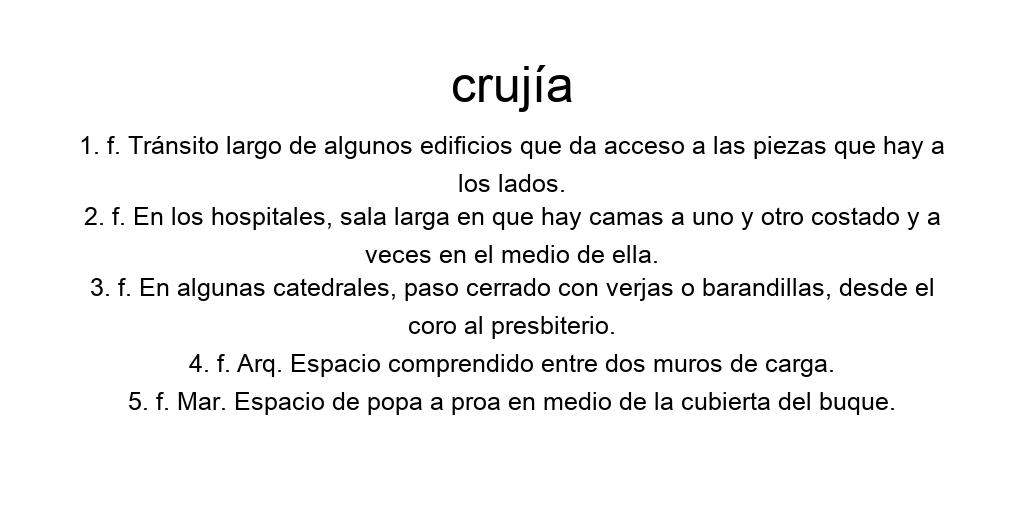 crujía
1. f. Tránsito largo de algunos edificios que da acceso a las piezas que hay a
los lados.
2. f. En los hospitales, sala larga en que hay camas a uno y otro costado y a
veces en el medio de ella.
3. f. En algunas catedrales, paso cerrado con verjas o barandillas, desde el
coro al presbiterio.
4. f. Arq. Espacio comprendido entre dos muros de carga.
5. f. Mar. Espacio de popa a proa en medio de la cubierta del buque.